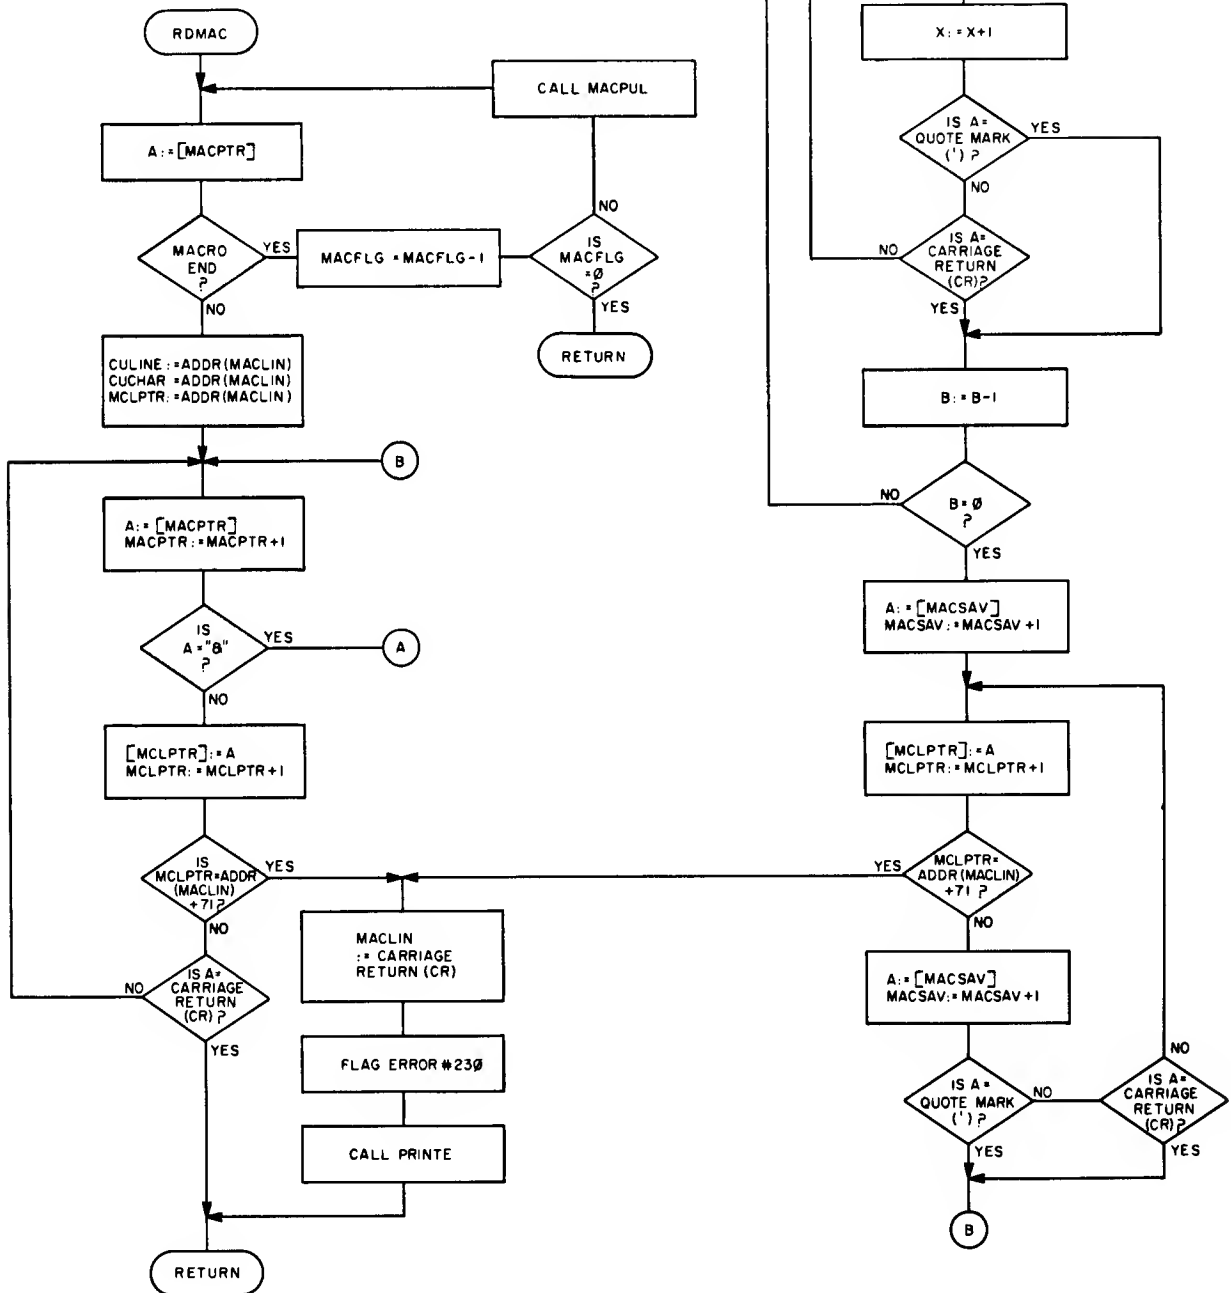 RDMAC
CALL MACPUL
A:=[MACPTR]
MACRO
END
?
YES
NO
MACFLG = MACFLG-1
IS
MACFLG
=Ø
?
NO
YES
RETURN
CULINE:=ADDR(MACLIN)
CUCHAR =ADDR(MACLIN)
MCLPTR:=ADDR(MACLIN)
B
A:=[MACPTR]
MACPTR:=MACPTR+1
IS
A="&"
?
YES
A
NO
[MCLPTR]:=A
MCLPTR:=MCLPTR+1
IS
MCLPTR=ADDR
(MACLIN)
+71?
YES
NO
IS A=
CARRIAGE
RETURN
(CR)?
NO
YES
MACLIN
:= CARRIAGE
RETURN (CR)
FLAG ERROR #23Ø
CALL PRINTE
RETURN
X:=X+1
IS A=
QUOTE MARK
(') ?
YES
NO
IS A=
CARRIAGE
RETURN
(CR)?
NO
YES
B:=B-1
B=Ø
?
NO
YES
A:=[MACSAV]
MACSAV:=MACSAV+1
[MCLPTR]:=A
MCLPTR:=MCLPTR+1
MCLPTR=
ADDR(MACLIN)
+71 ?
YES
NO
A:=[MACSAV]
MACSAV:=MACSAV+1
IS A=
QUOTE MARK
(') ?
NO
YES
IS A=
CARRIAGE
RETURN
(CR)?
NO
YES
B